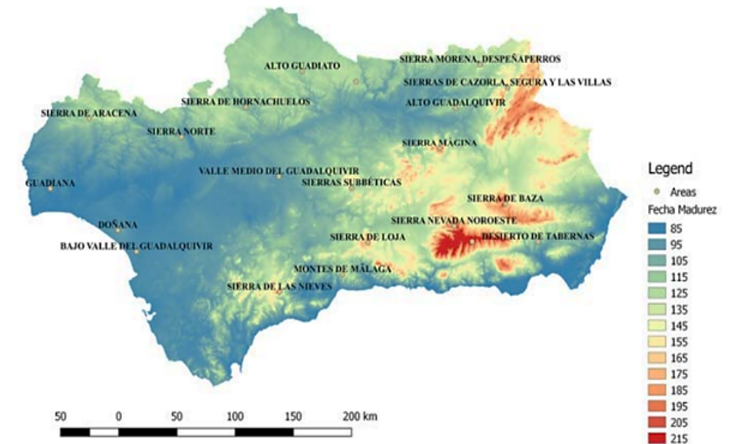 ALTO GUADIATO
SIERRA MORENA, DESPEÑAPERROS
SIERRAS DE CAZORLA, SEGURA Y LAS VILLAS
SIERRA DE HORNACHUELOS
ALTO GUADALQUIVIR
SIERRA DE ARACENA
SIERRA NORTE
SIERRA MÁGINA
VALLE MEDIO DEL GUADALQUIVIR
GUADIANA
SIERRAS SUBBÉTICAS
SIERRA DE BAZA
SIERRA NEVADA NOROESTE
DOÑANA
SIERRA DE LOJA
DESIERTO DE TABERNAS
BAJO VALLE DEL GUADALQUIVIR
MONTES DE MÁLAGA
SIERRA DE LAS NIEVES
Legend
Areas
Fecha Madurez
85
95
105
115
125
135
145
155
165
175
185
195
205
215
50 0 50 100 150 200 km